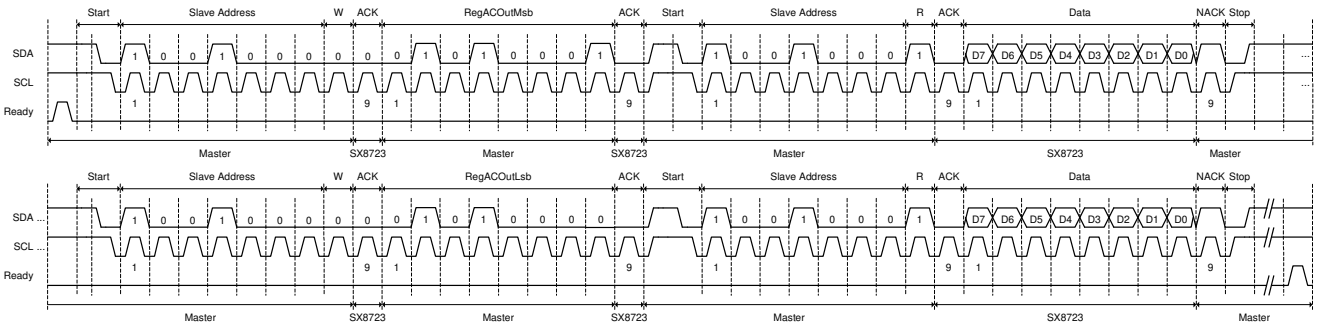 Start Slave Address W ACK RegACOutMsb ACK Start Slave Address R ACK Data NACK Stop
SDA 1 0 0 1 0 0 0 0 0 0 1 0 1 0 0 0 1 1 0 0 1 0 0 0 1 D7 D6 D5 D4 D3 D2 D1 D0 ...
SCL ...
1 9 1 9 1 9 1 9
Ready
Master SX8723 Master SX8723 Master SX8723 Master
Start Slave Address W ACK RegACOutLsb ACK Start Slave Address R ACK Data NACK Stop
SDA ... 1 0 0 1 0 0 0 0 0 0 1 0 1 0 0 0 0 1 0 0 1 0 0 0 1 D7 D6 D5 D4 D3 D2 D1 D0
SCL ...
1 9 1 9 1 9 1 9
Ready
Master SX8723 Master SX8723 Master SX8723 Master